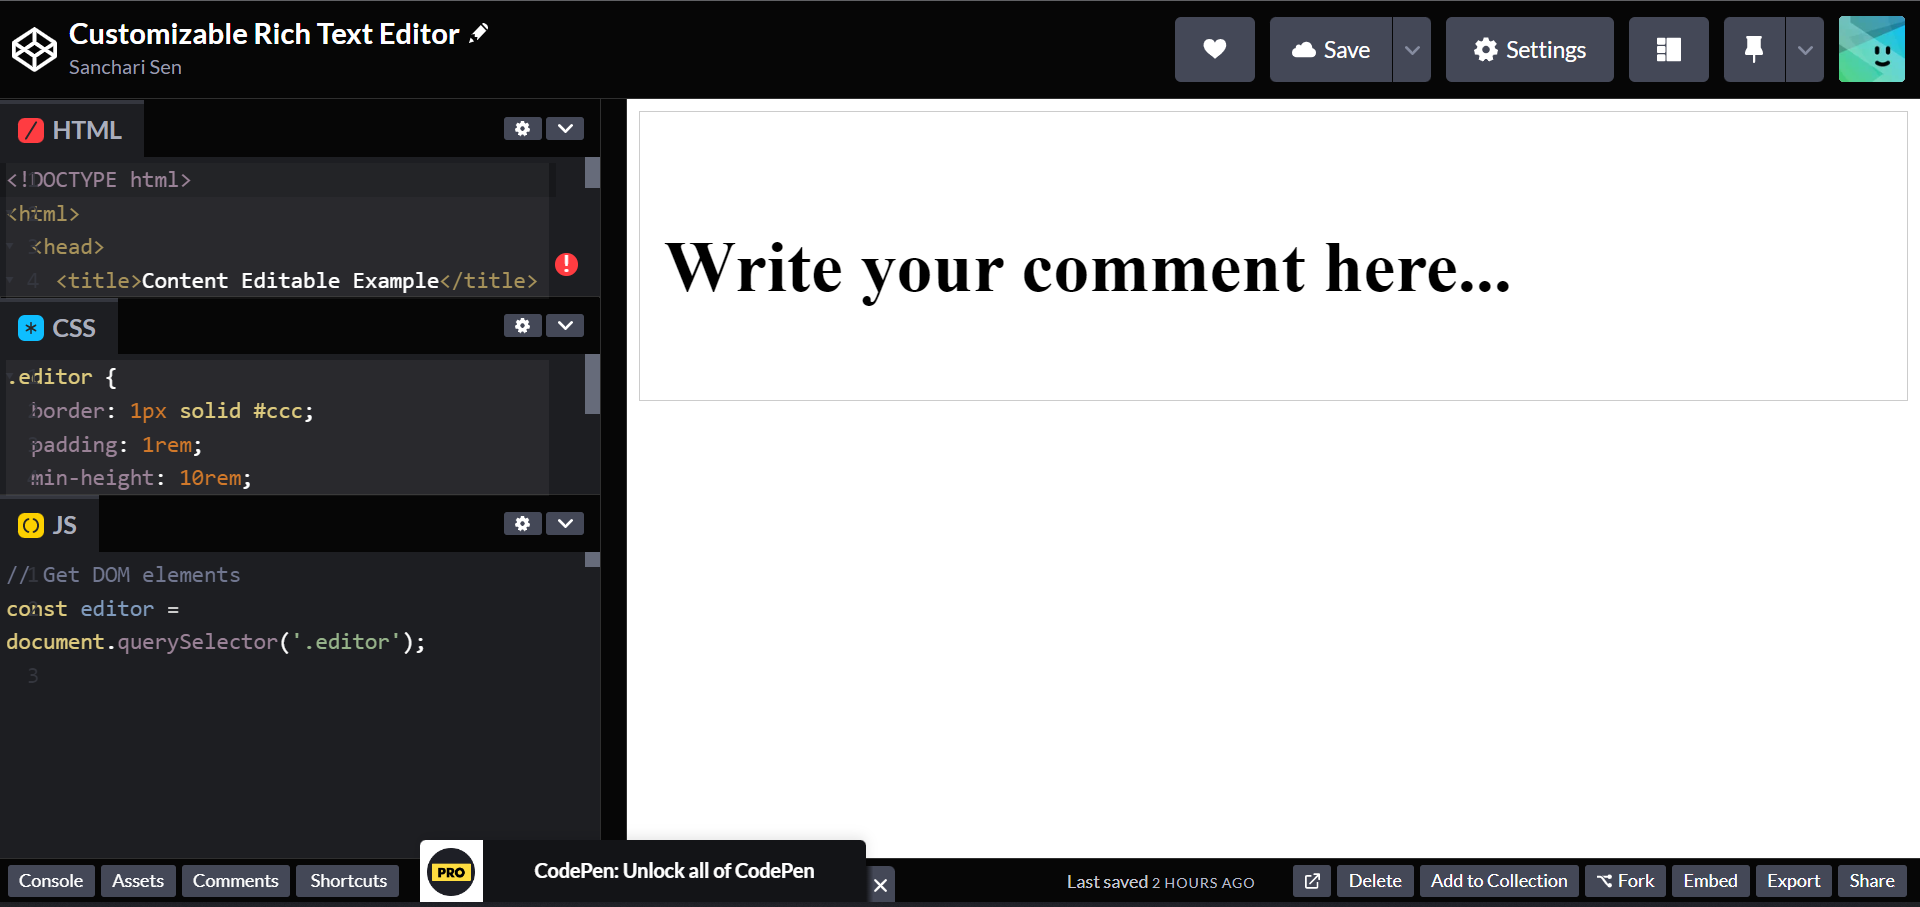 Customizable Rich Text Editor
Sanchari Sen
Save
Settings
HTML
<!DOCTYPE html>
<html>
3 <head>
4 <title>Content Editable Example</title>
CSS
.editor {
border: 1px solid #ccc;
padding: 1rem;
min-height: 10rem;
JS
// Get DOM elements
const editor =
document.querySelector('.editor');
3
Write your comment here...
Console
Assets
Comments
Shortcuts
PRO
CodePen: Unlock all of CodePen
Last saved 2 HOURS AGO
Delete
Add to Collection
Fork
Embed
Export
Share